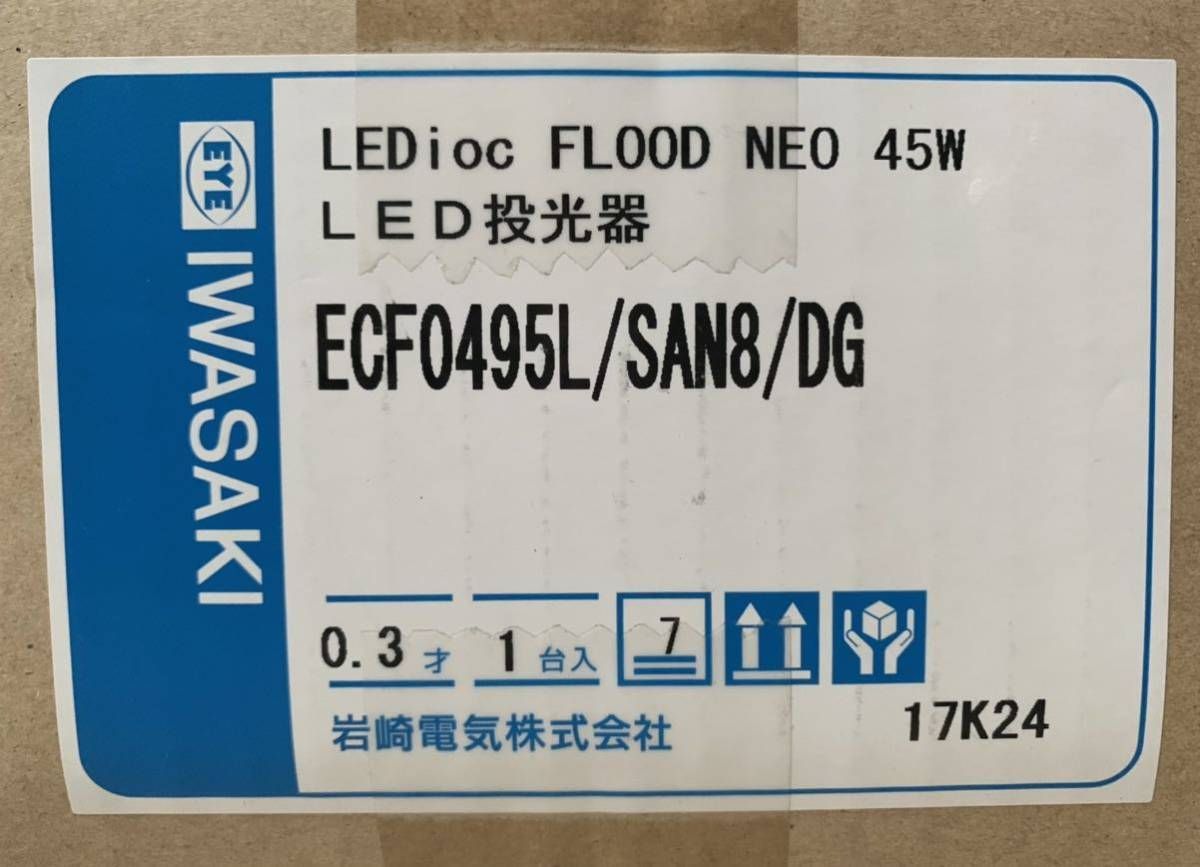 EYE
IWASAKI
LEDioc FLOOD NEO 45W
LED投光器
ECF0495L/SAN8/DG
0.3才 1台入 7
岩崎電気株式会社
17K24